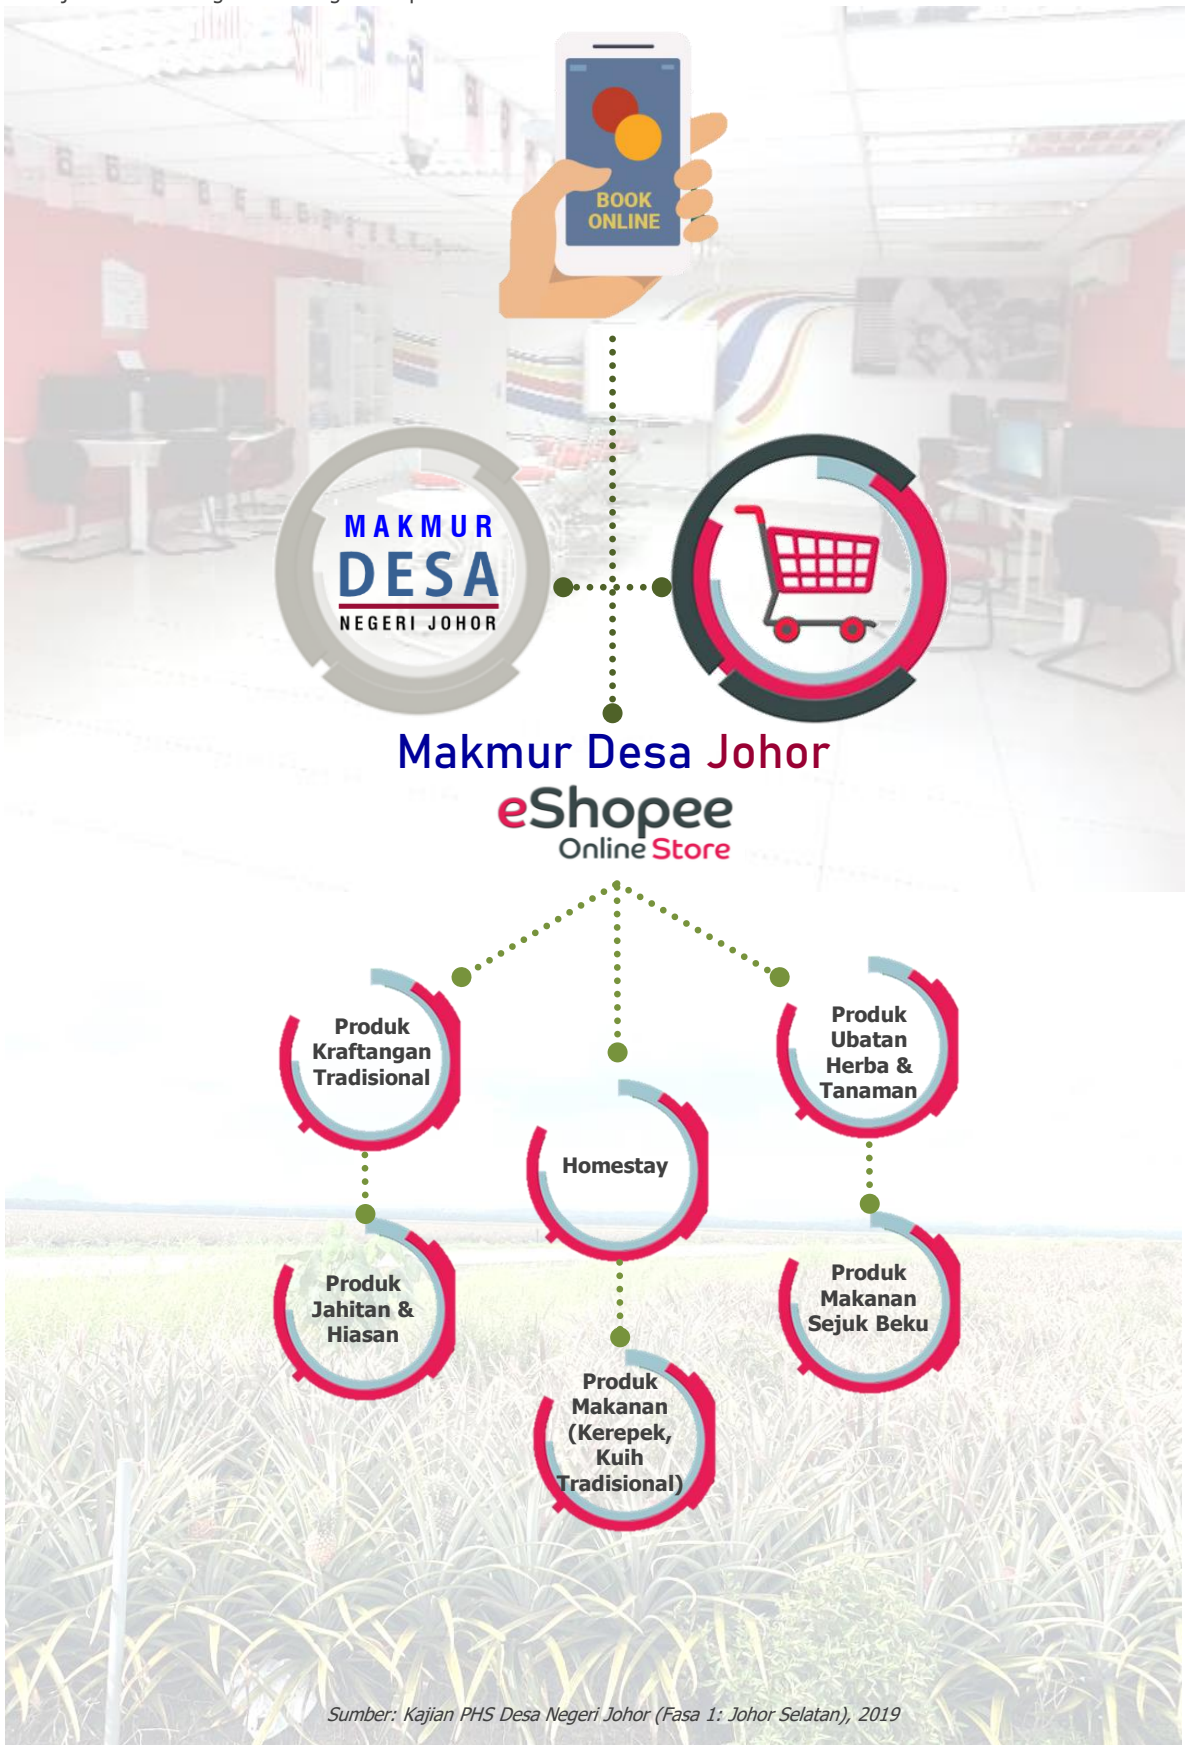 BOOK
ONLINE
MAKMUR
DESA
NEGERI JOHOR
Makmur Desa Johor
eShopee
Online Store
Produk
Kraftangan
Tradisional
Produk
Ubatan
Herba &
Tanaman
Homestay
Produk
Jahitan &
Hiasan
Produk
Makanan
Sejuk Beku
Produk
Makanan
(Kerepek,
Kuih
Tradisional)
Sumber: Kajian PHS Desa Negeri Johor (Fasa 1: Johor Selatan), 2019